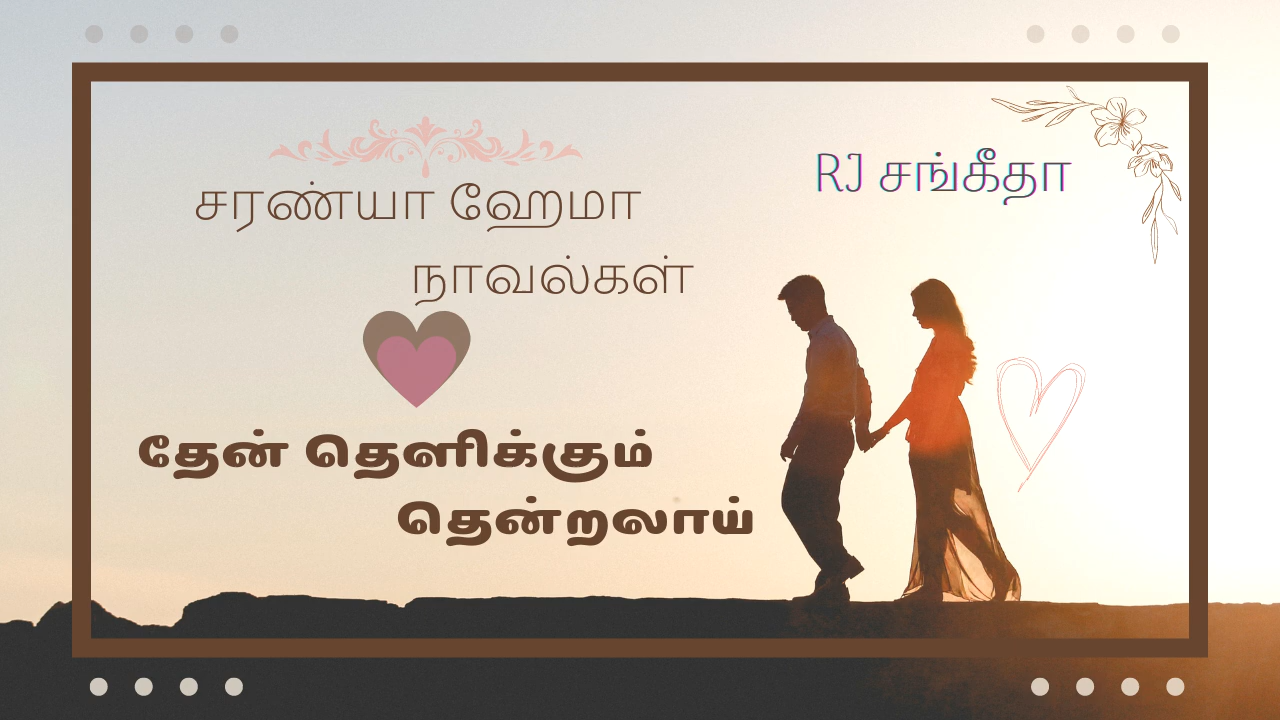 சரண்யா ஹேமா
நாவல்கள்
RJ சங்கீதா
தேன் தெளிக்கும்
தென்றலாய்